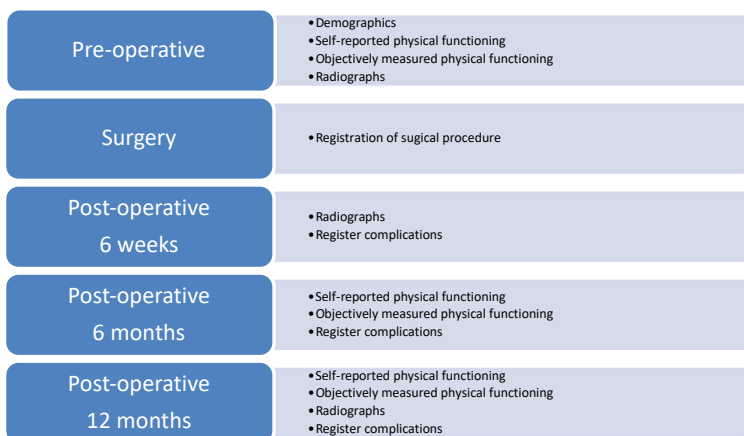 Pre-operative
•Demographics
•Self-reported physical functioning
•Objectively measured physical functioning
•Radiographs
Surgery
•Registration of sugical procedure
Post-operative
6 weeks
•Radiographs
•Register complications
Post-operative
6 months
•Self-reported physical functioning
•Objectively measured physical functioning
•Register complications
Post-operative
12 months
•Self-reported physical functioning
•Objectively measured physical functioning
•Radiographs
•Register complications